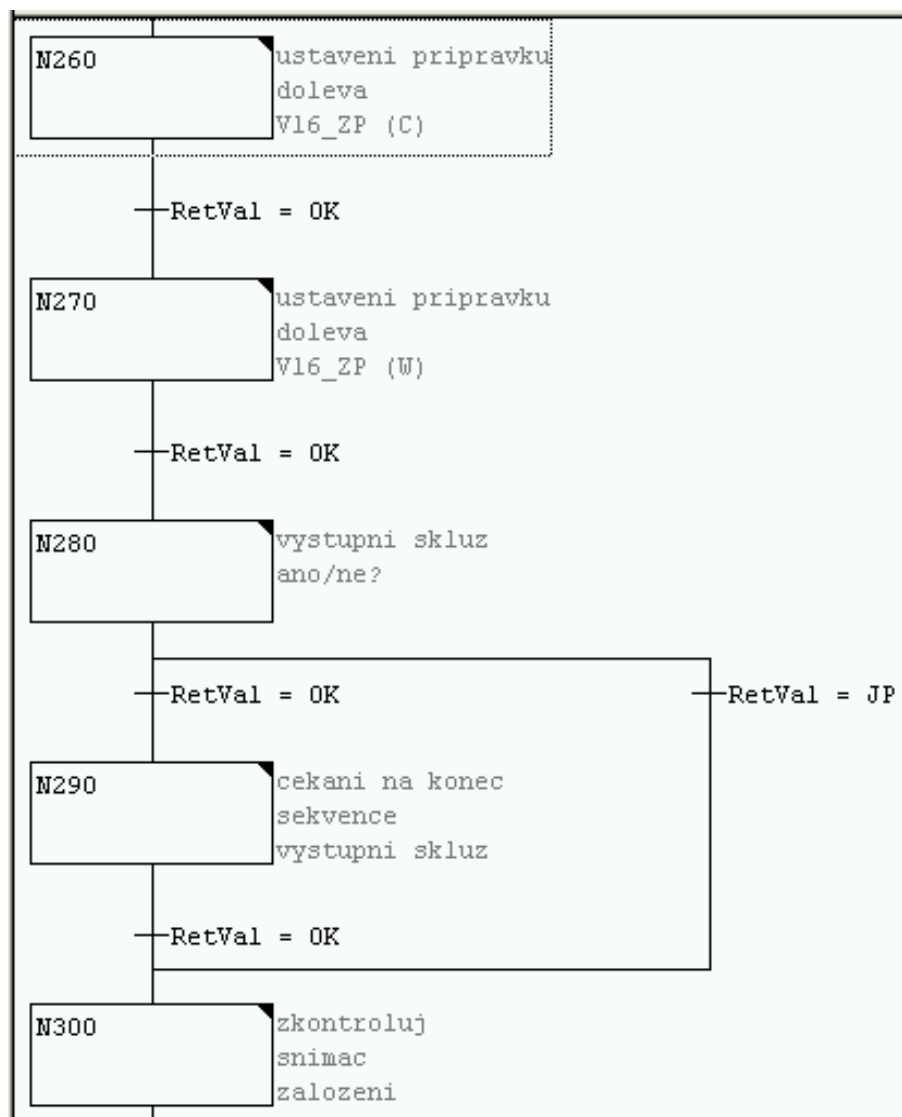 N260
ustaveni pripravku
doleva
V16_ZP (C)
RetVal = OK
N270
ustaveni pripravku
doleva
V16_ZP (W)
RetVal = OK
N280
vystupni skluz
ano/ne?
RetVal = OK
RetVal = JP
N290
cekani na konec
sekvence
vystupni skluz
RetVal = OK
N300
zkontroluj
snimac
zalozeni